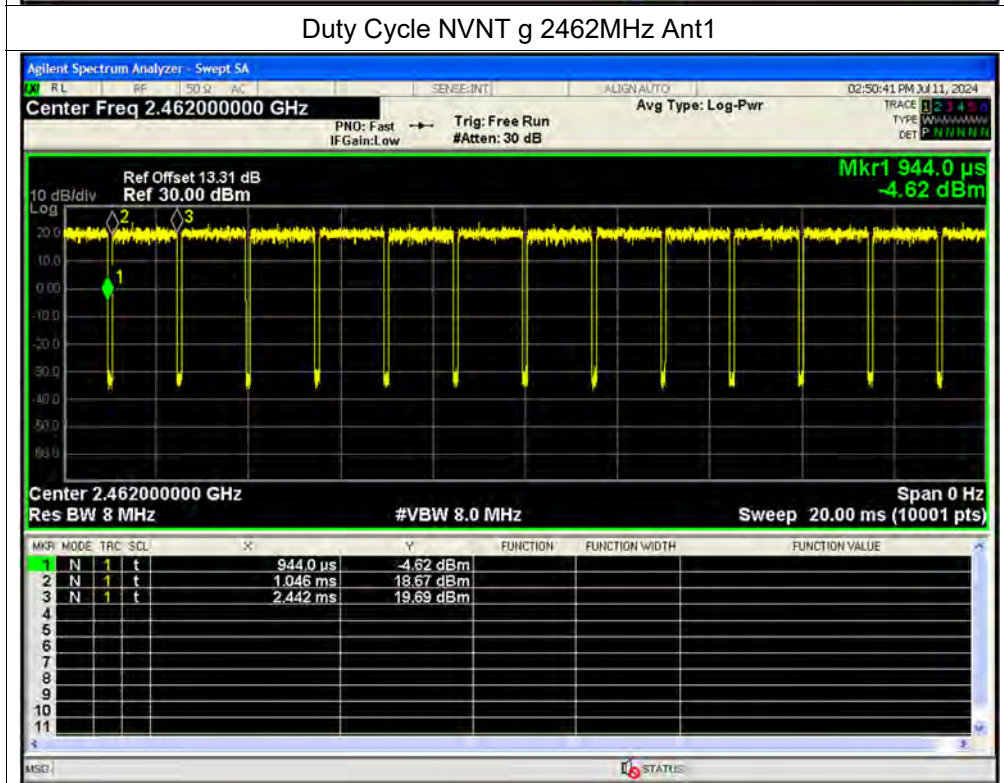 Duty Cycle NVNT g 2462MHz Ant1
Agilent Spectrum Analyzer - Swept SA
RL RF 50 Ω AC SENSE:INT ALIGN AUTO 02:50:41 PM Jul 11, 2024
Center Freq 2.462000000 GHz Avg Type: Log-Pwr TRACE 1 2 3 4 5 6
PNO: Fast Trig: Free Run TYPE W
IFGain:Low #Atten: 30 dB DET P N N N N N
Mkr1 944.0 µs
Ref Offset 13.31 dB
10 dB/div Ref 30.00 dBm -4.62 dBm
Log
2 3
20.0
10.0
1
0.00
-10.0
-20.0
-30.0
-40.0
-50.0
-60.0
Center 2.462000000 GHz Span 0 Hz
Res BW 8 MHz #VBW 8.0 MHz Sweep 20.00 ms (10001 pts)
MKR MODE TRC SCL X Y FUNCTION FUNCTION WIDTH FUNCTION VALUE
1 N 1 t 944.0 µs -4.62 dBm
2 N 1 t 1.046 ms 18.67 dBm
3 N 1 t 2.442 ms 19.69 dBm
4
5
6
7
8
9
10
11
MSG STATUS